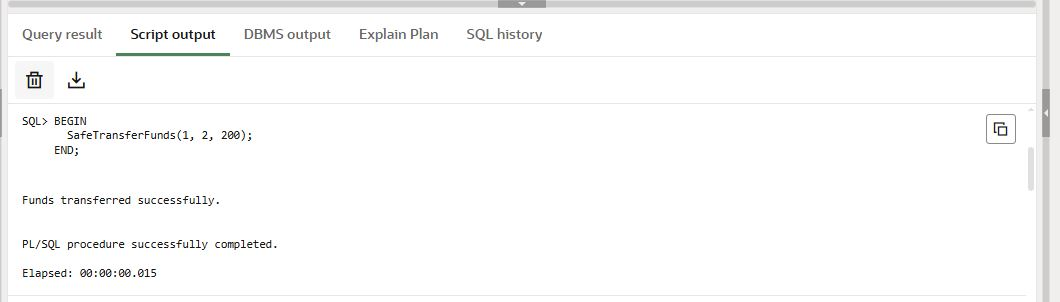 Query result Script output DBMS output Explain Plan SQL history
SQL> BEGIN
SafeTransferFunds(1, 2, 200);
END;
Funds transferred successfully.
PL/SQL procedure successfully completed.
Elapsed: 00:00:00.015